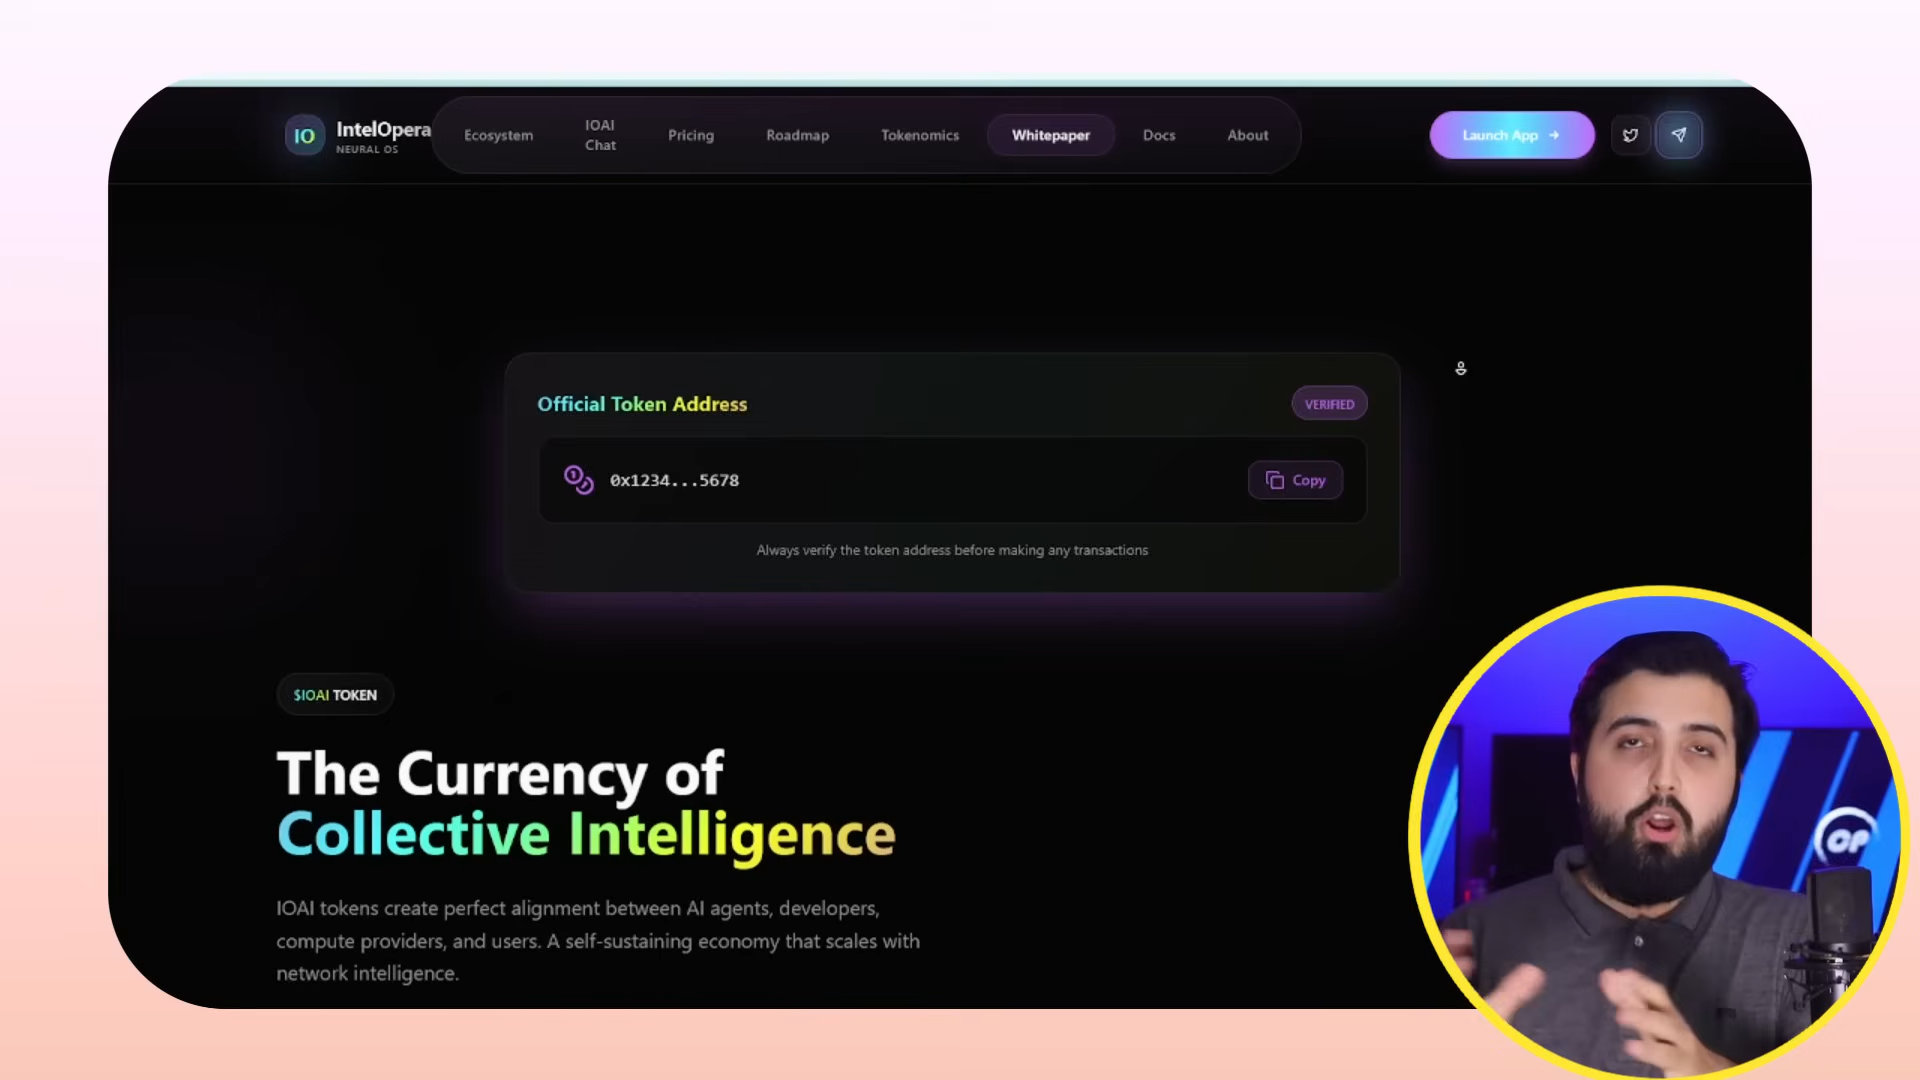 IO
IntelOpera
NEURAL OS
Ecosystem
IOAI
Chat
Pricing
Roadmap
Tokenomics
Whitepaper
Docs
About
Launch App →
Official Token Address
VERIFIED
0x1234...5678
Copy
Always verify the token address before making any transactions
$IOAI TOKEN
The Currency of
Collective Intelligence
IOAI tokens create perfect alignment between AI agents, developers,
compute providers, and users. A self-sustaining economy that scales with
network intelligence.
CP